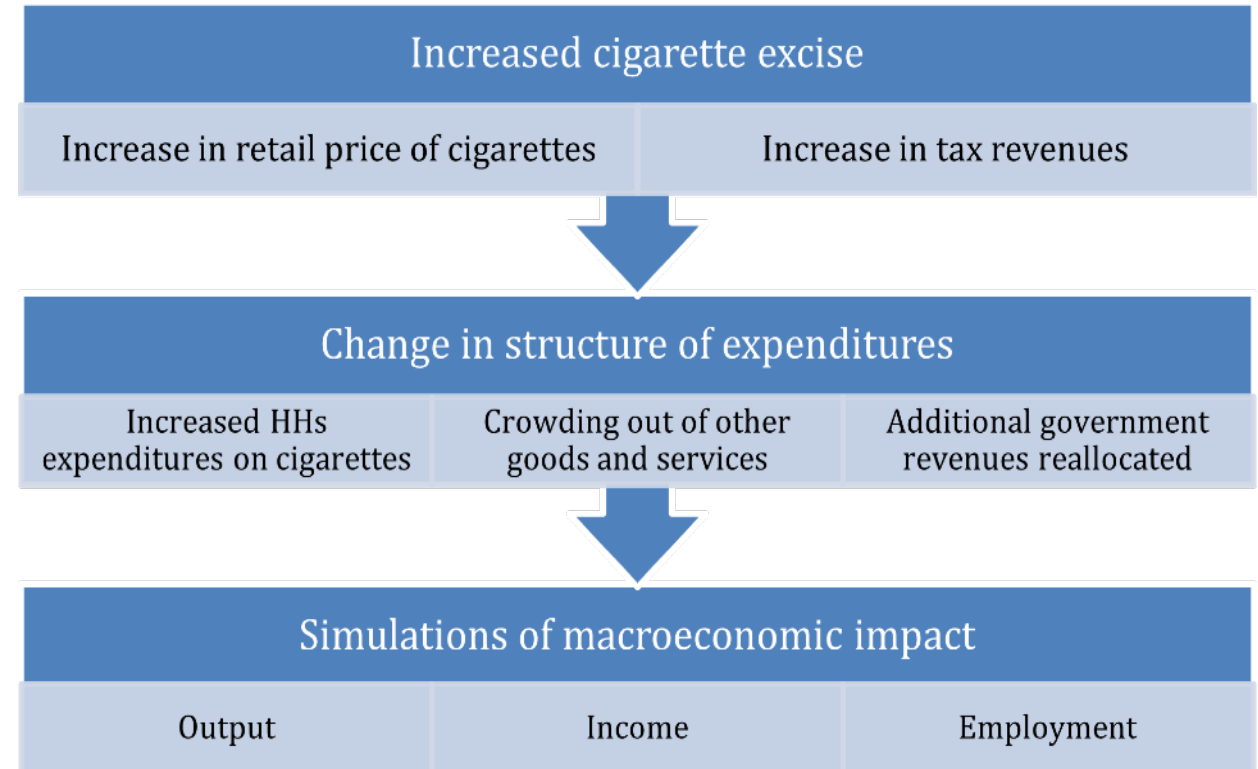 Increased cigarette excise
Increase in retail price of cigarettes
Increase in tax revenues
Change in structure of expenditures
Increased HHs
expenditures on cigarettes
Crowding out of other
goods and services
Additional government
revenues reallocated
Simulations of macroeconomic impact
Output
Income
Employment